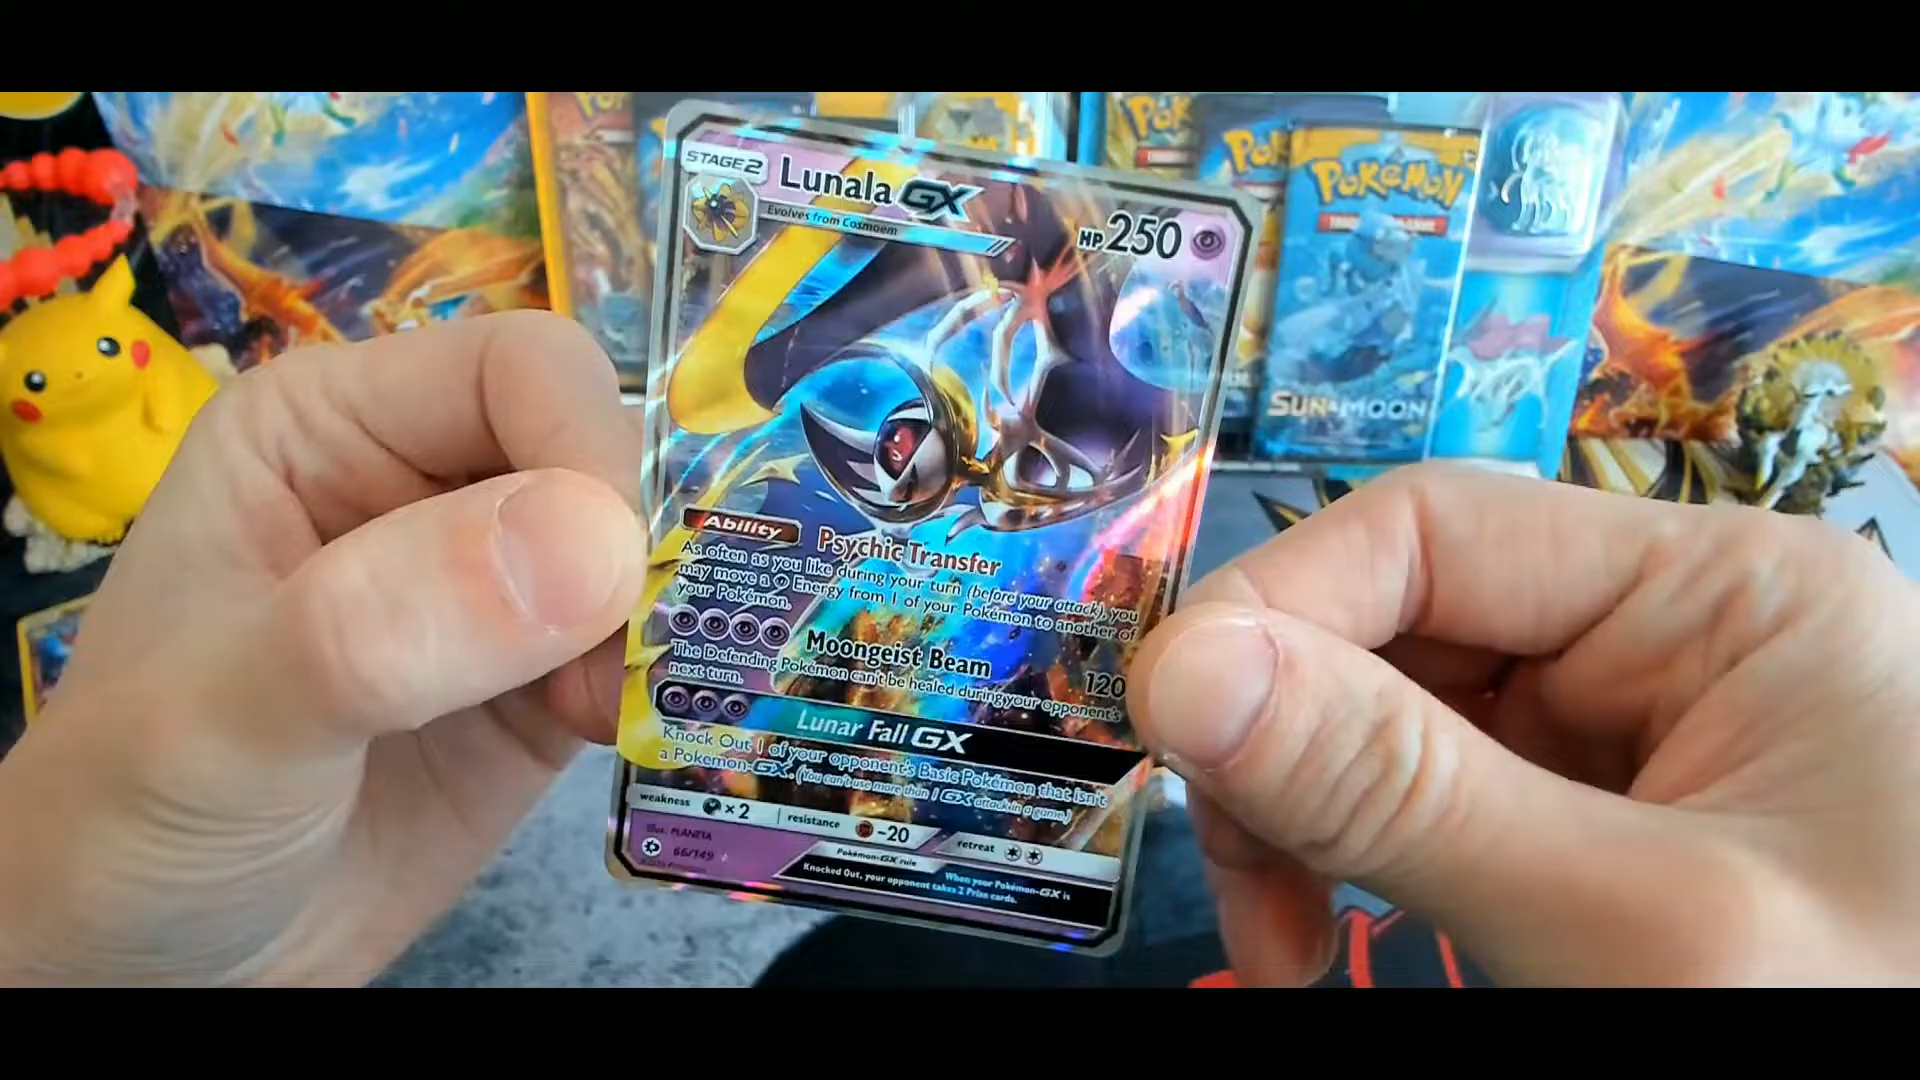 STAGE2
Lunala GX
Evolves from Cosmoem
HP 250
Ability
Psychic Transfer
As often as you like during your turn (before your attack), you
may move a Energy from 1 of your Pokémon to another of
your Pokémon.
Moongeist Beam
120
The Defending Pokémon can't be healed during your opponent's
next turn.
Lunar Fall GX
Knock Out 1 of your opponent's Basic Pokémon that isn't
a Pokémon-GX. (You can't use more than 1 GX attack in a game.)
weakness ×2
resistance -20
retreat
Illus. PLANETA
66/149
Pokémon-GX rule
When your Pokémon-GX is
Knocked Out, your opponent takes 2 Prize cards.
POKéMON
SUN & MOON
Pok
Pok